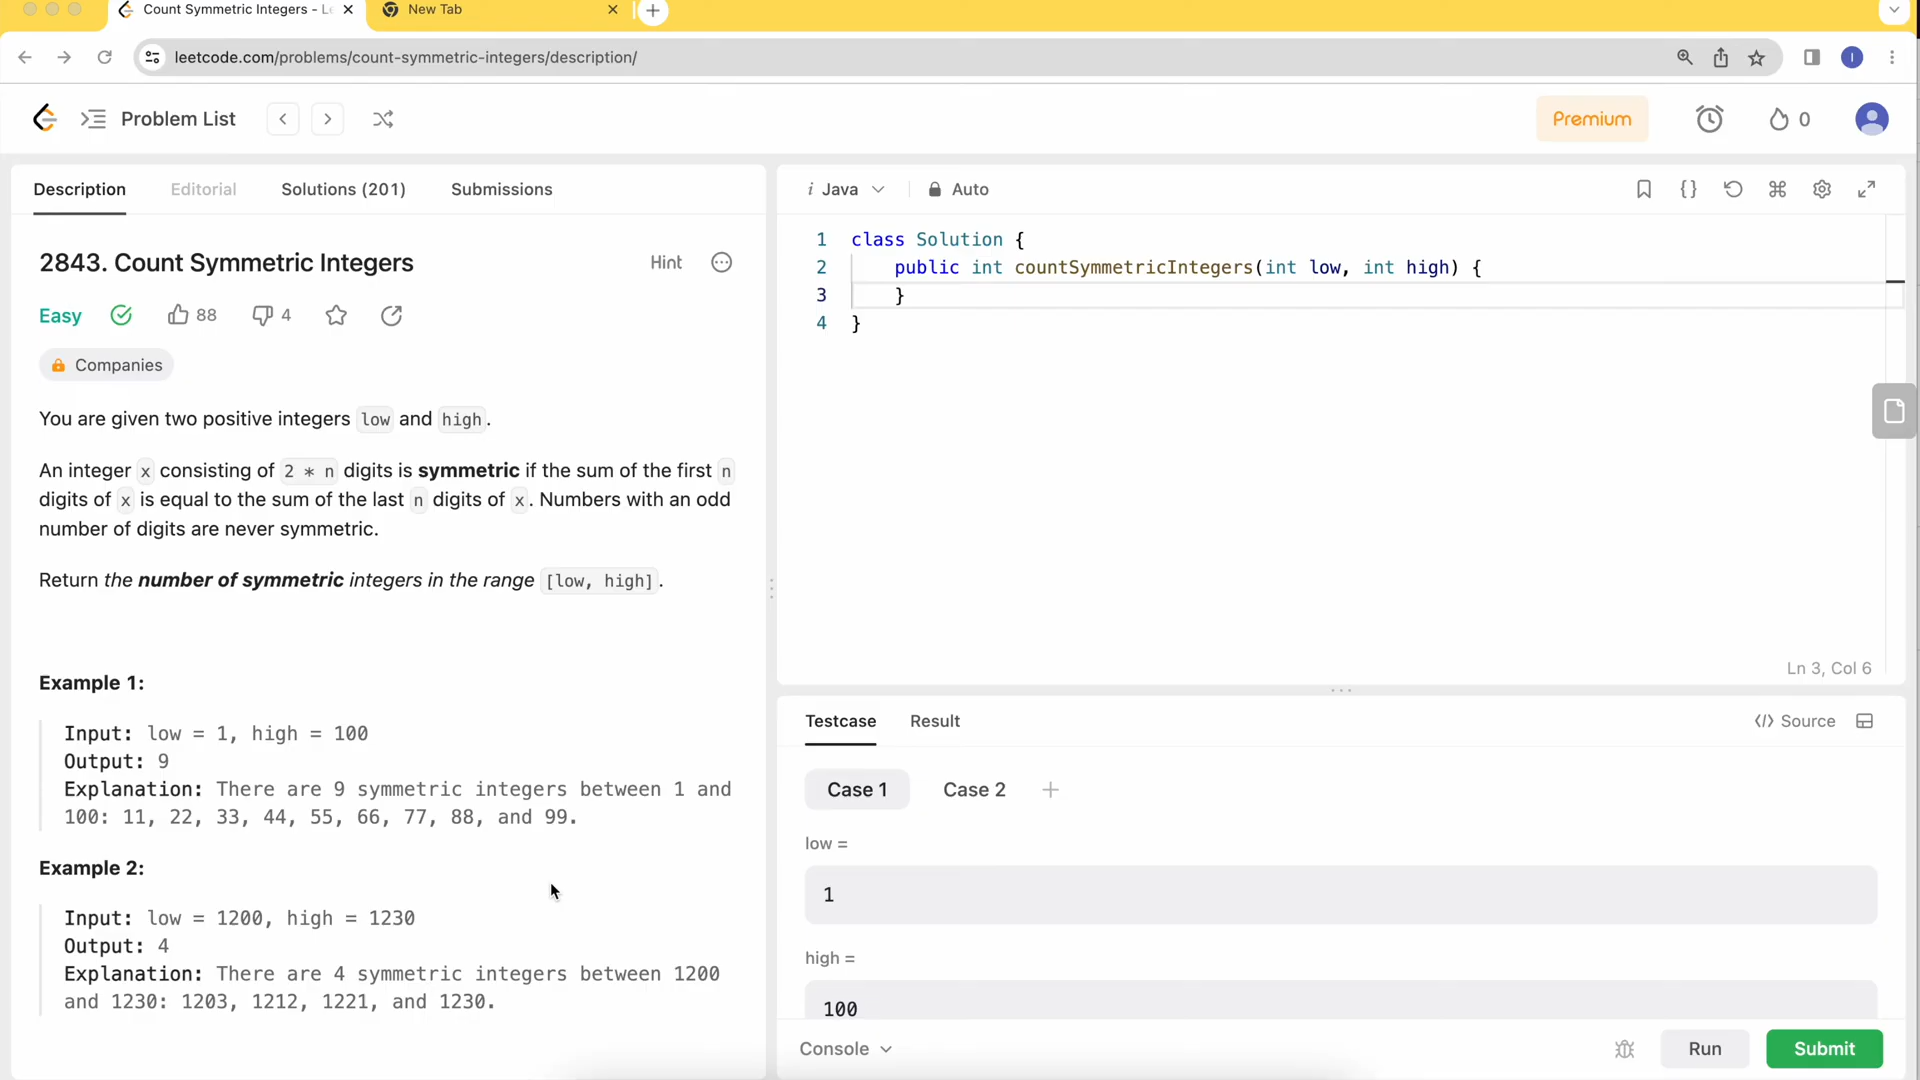 Count Symmetric Integers - Le
New Tab
leetcode.com/problems/count-symmetric-integers/description/
I
Problem List
Premium
0
Description
Editorial
Solutions (201)
Submissions
2843. Count Symmetric Integers
Hint
Easy
88
4
Companies
You are given two positive integers low and high.
An integer x consisting of 2 * n digits is symmetric if the sum of the first n
digits of x is equal to the sum of the last n digits of x. Numbers with an odd
number of digits are never symmetric.
Return the number of symmetric integers in the range [low, high].
Example 1:
Input: low = 1, high = 100
Output: 9
Explanation: There are 9 symmetric integers between 1 and
100: 11, 22, 33, 44, 55, 66, 77, 88, and 99.
Example 2:
Input: low = 1200, high = 1230
Output: 4
Explanation: There are 4 symmetric integers between 1200
and 1230: 1203, 1212, 1221, and 1230.
i Java
Auto
{}
1 class Solution {
2 public int countSymmetricIntegers(int low, int high) {
3 }
4 }
Ln 3, Col 6
Testcase
Result
</> Source
Case 1
Case 2
low =
1
high =
100
Console
Run
Submit